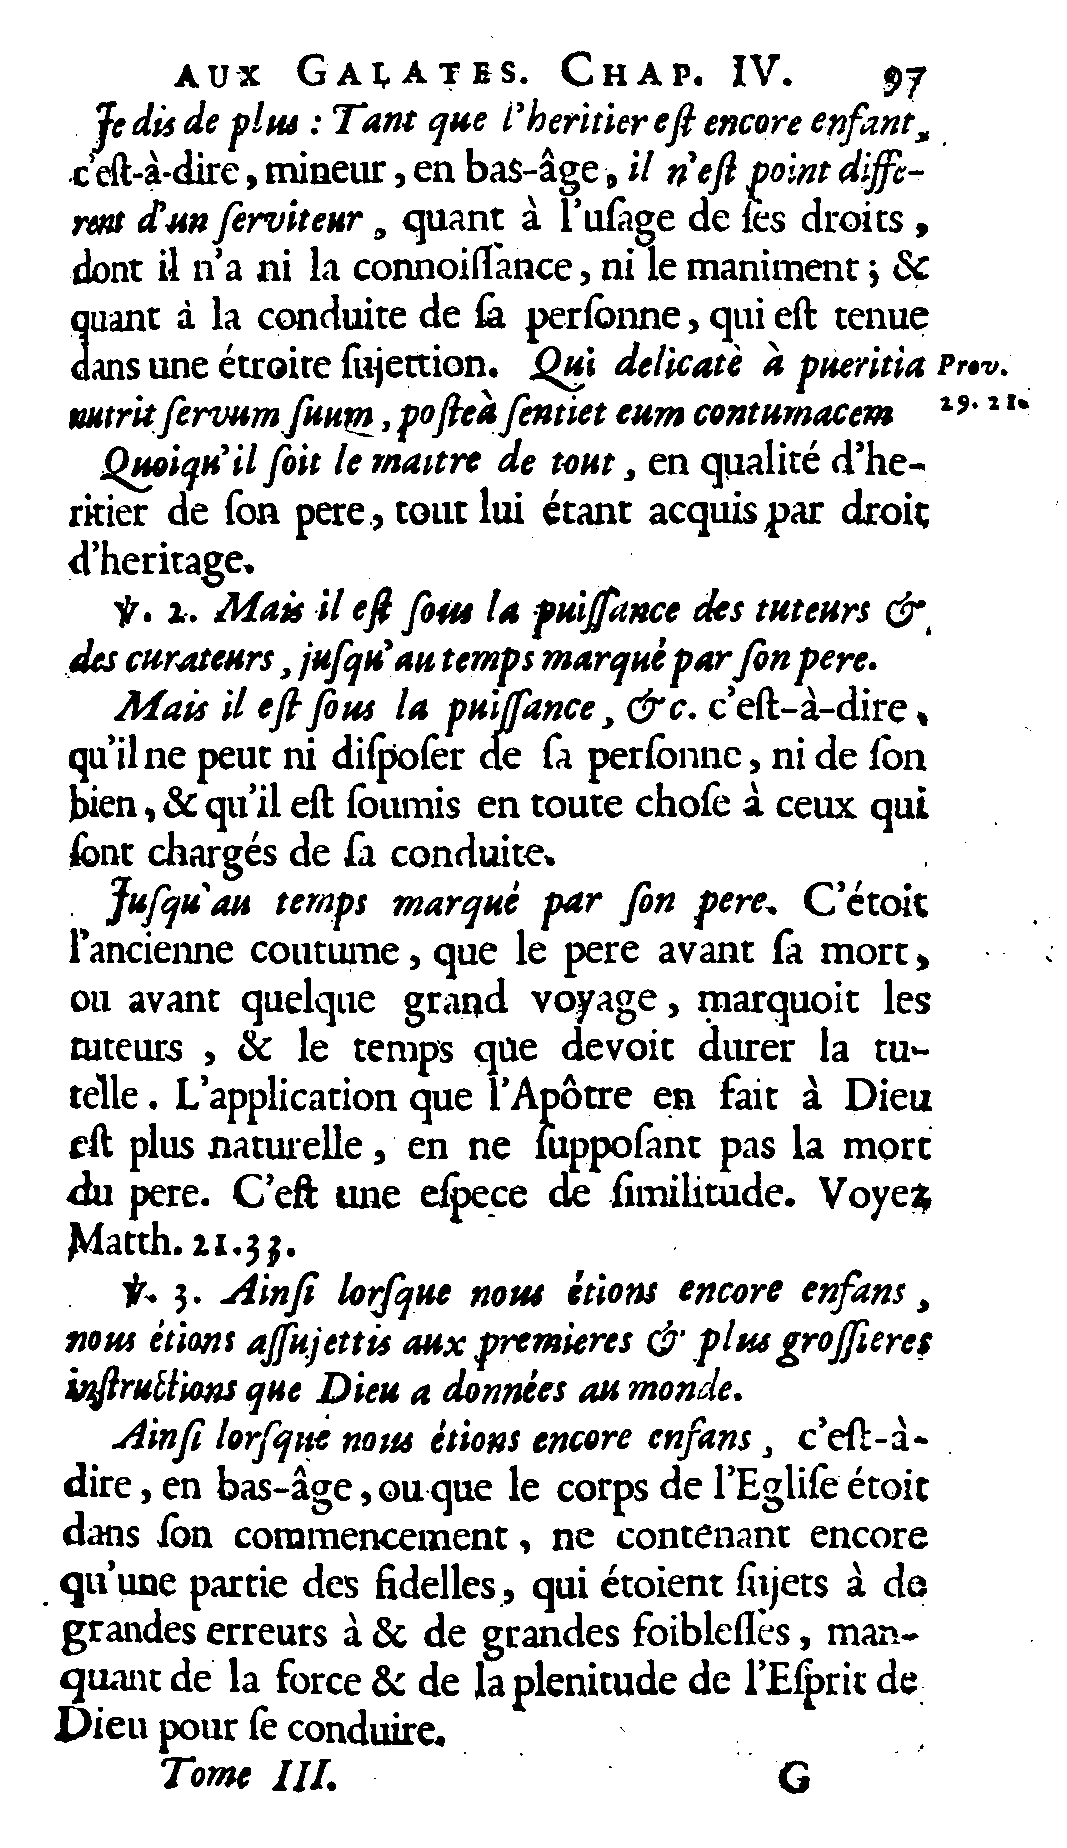 AUX GALATES. CHAP. IV. 97
Je dis de plus : Tant que l'heritier eſt encore enfant,
c'eſt-à-dire, mineur, en bas-âge, il n'eſt point diffe-
rent d'un ſerviteur, quant à l'uſage de ſes droits,
dont il n'a ni la connoiſſance, ni le maniment ; &
quant à la conduite de ſa perſonne, qui eſt tenue
dans une étroite ſujettion. Qui delicatè à pueritia Prov.
nutrit ſervum ſuum, poſteà ſentiet eum contumacem 29. 21.
Quoiqu'il ſoit le maitre de tout, en qualité d'he-
ritier de ſon pere, tout lui étant acquis par droit
d'heritage.
℣. 2. Mais il eſt ſous la puiſſance des tuteurs &
des curateurs, juſqu'au temps marqué par ſon pere.
Mais il eſt ſous la puiſſance, &c. c'eſt-à-dire,
qu'il ne peut ni diſpoſer de ſa perſonne, ni de ſon
bien, & qu'il eſt ſoumis en toute choſe à ceux qui
ſont chargés de ſa conduite.
Juſqu'au temps marqué par ſon pere. C'étoit
l'ancienne coutume, que le pere avant ſa mort,
ou avant quelque grand voyage, marquoit les
tuteurs, & le temps que devoit durer la tu-
telle. L'application que l'Apôtre en fait à Dieu
eſt plus naturelle, en ne ſuppoſant pas la mort
du pere. C'eſt une eſpece de ſimilitude. Voyez
Matth. 21. 33.
℣. 3. Ainſi lorſque nous étions encore enfans,
nous étions aſſujettis aux premieres & plus groſſieres
inſtructions que Dieu a données au monde.
Ainſi lorſque nous étions encore enfans, c'eſt-à-
dire, en bas-âge, ou que le corps de l'Egliſe étoit
dans ſon commencement, ne contenant encore
qu'une partie des fidelles, qui étoient ſujets à de
grandes erreurs à & de grandes foibleſſes, man-
quant de la force & de la plenitude de l'Eſprit de
Dieu pour ſe conduire.
Tome III. G